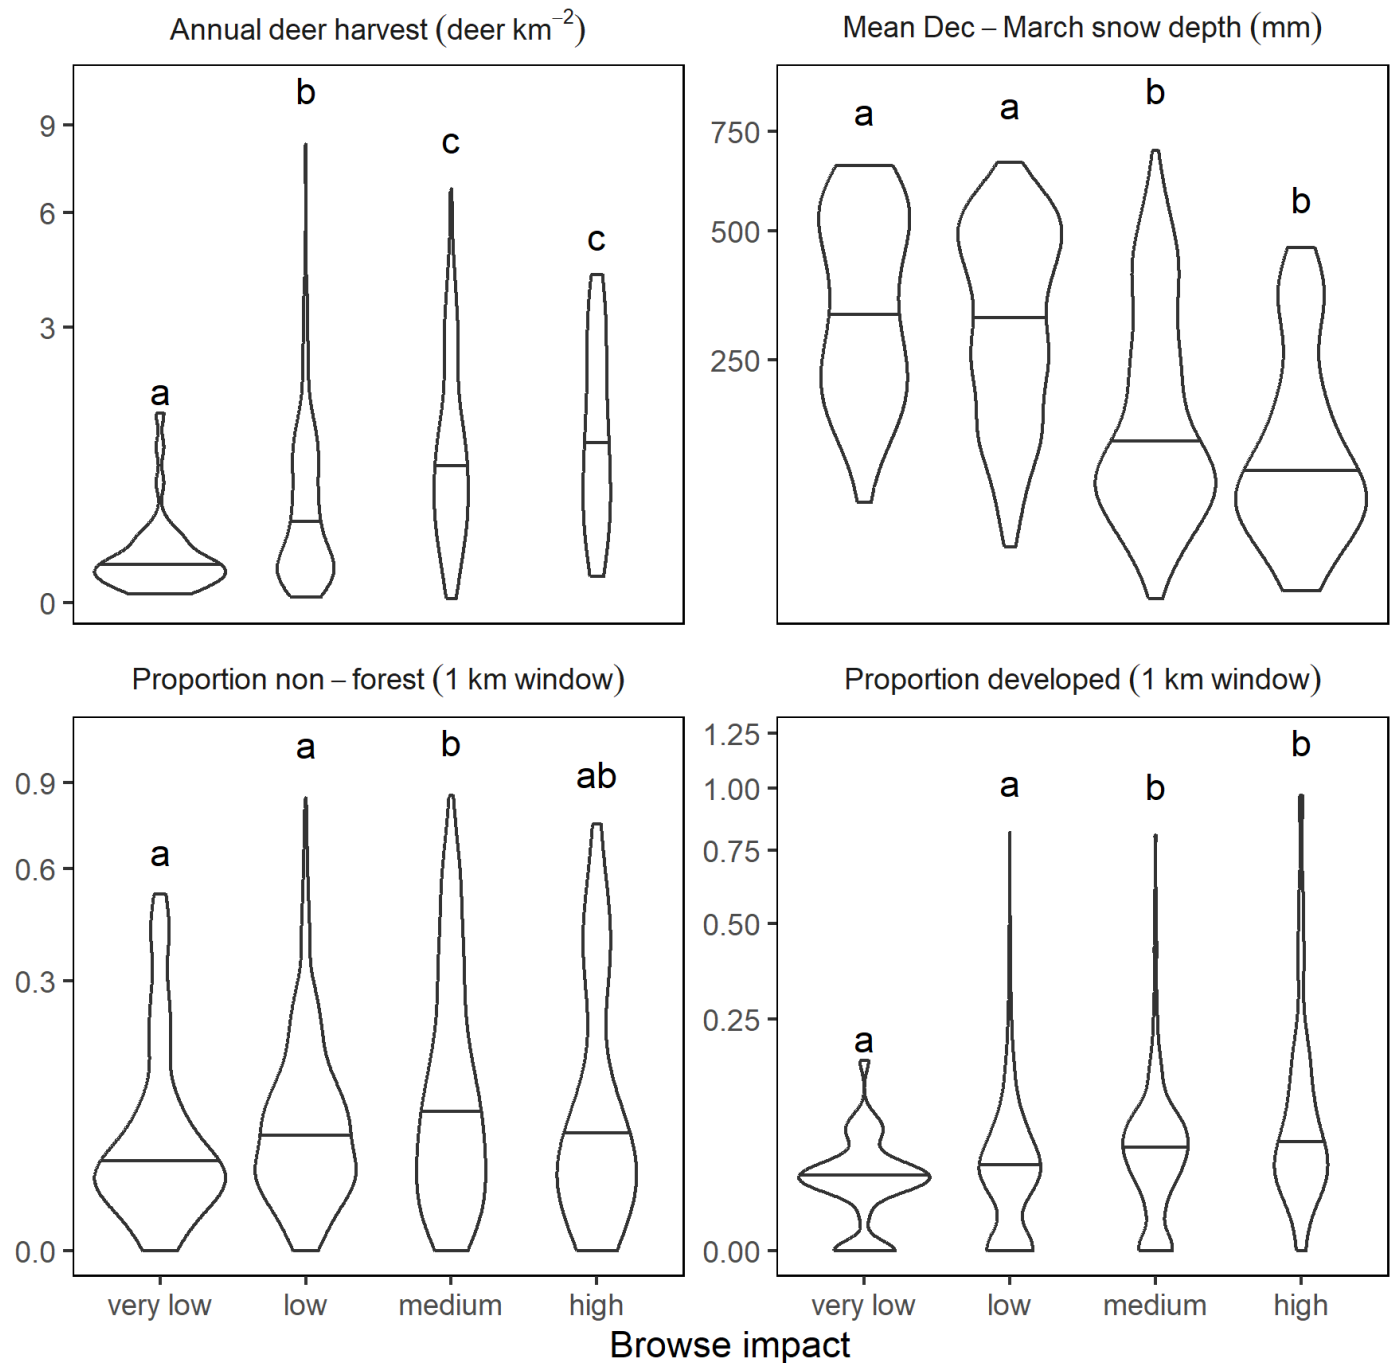 Annual deer harvest (deer km⁻²)
Mean Dec – March snow depth (mm)
9
6
3
0
a
b
c
c
750
500
250
a
a
b
b
Proportion non – forest (1 km window)
Proportion developed (1 km window)
0.9
0.6
0.3
0.0
a
a
b
ab
1.25
1.00
0.75
0.50
0.25
0.00
a
a
b
b
very low low medium high
very low low medium high
Browse impact